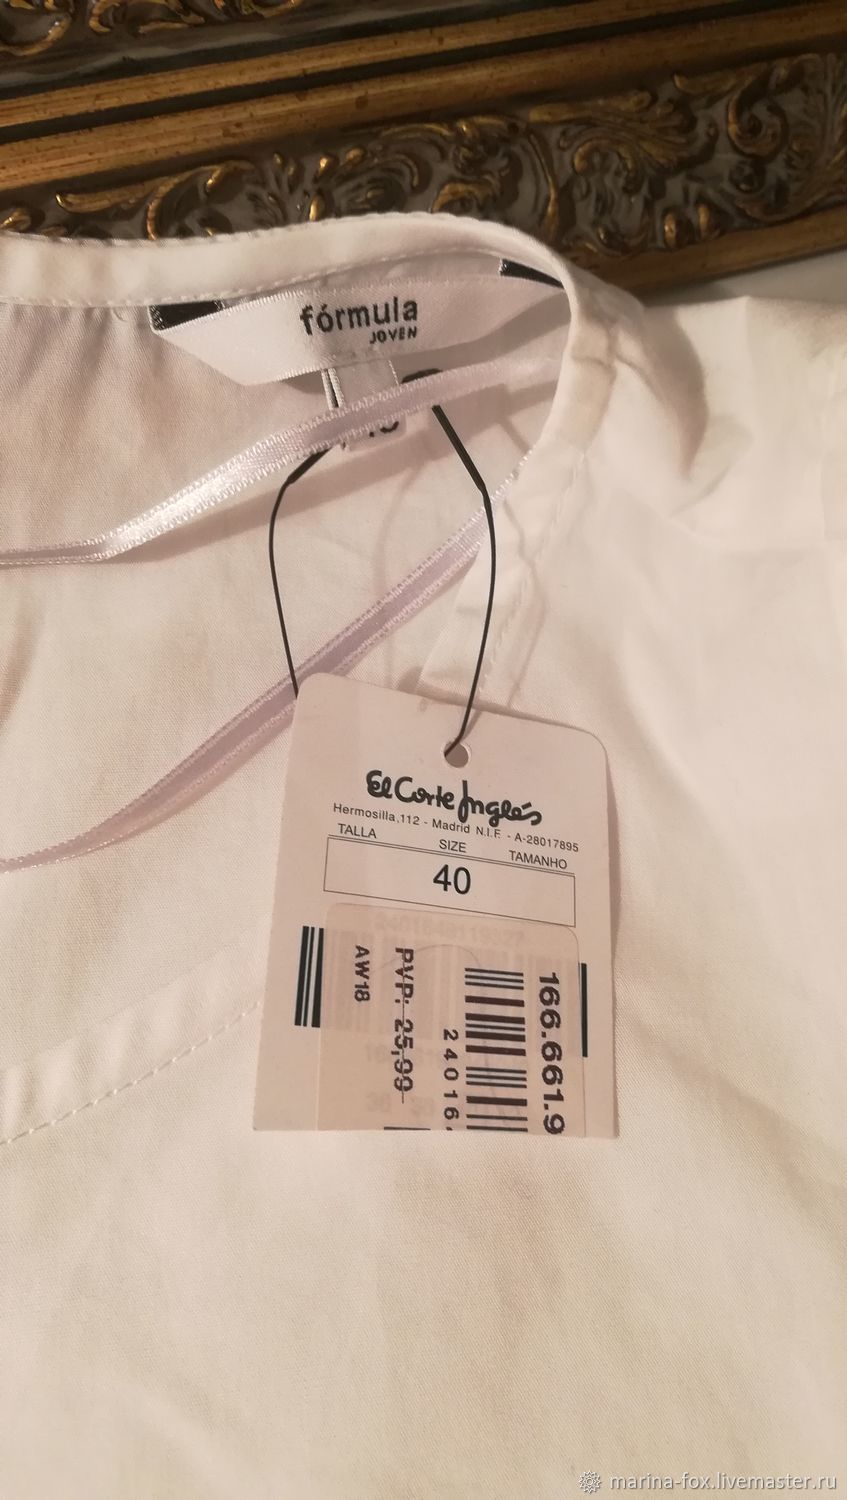 fórmula
JOVEN
El Corte Inglés
Hermosilla,112 - Madrid N.I.F. - A-28017895
TALLA SIZE TAMANHO
40
166.661.9
24016
PVP: 25,99
AW18
marina-fox.livemaster.ru